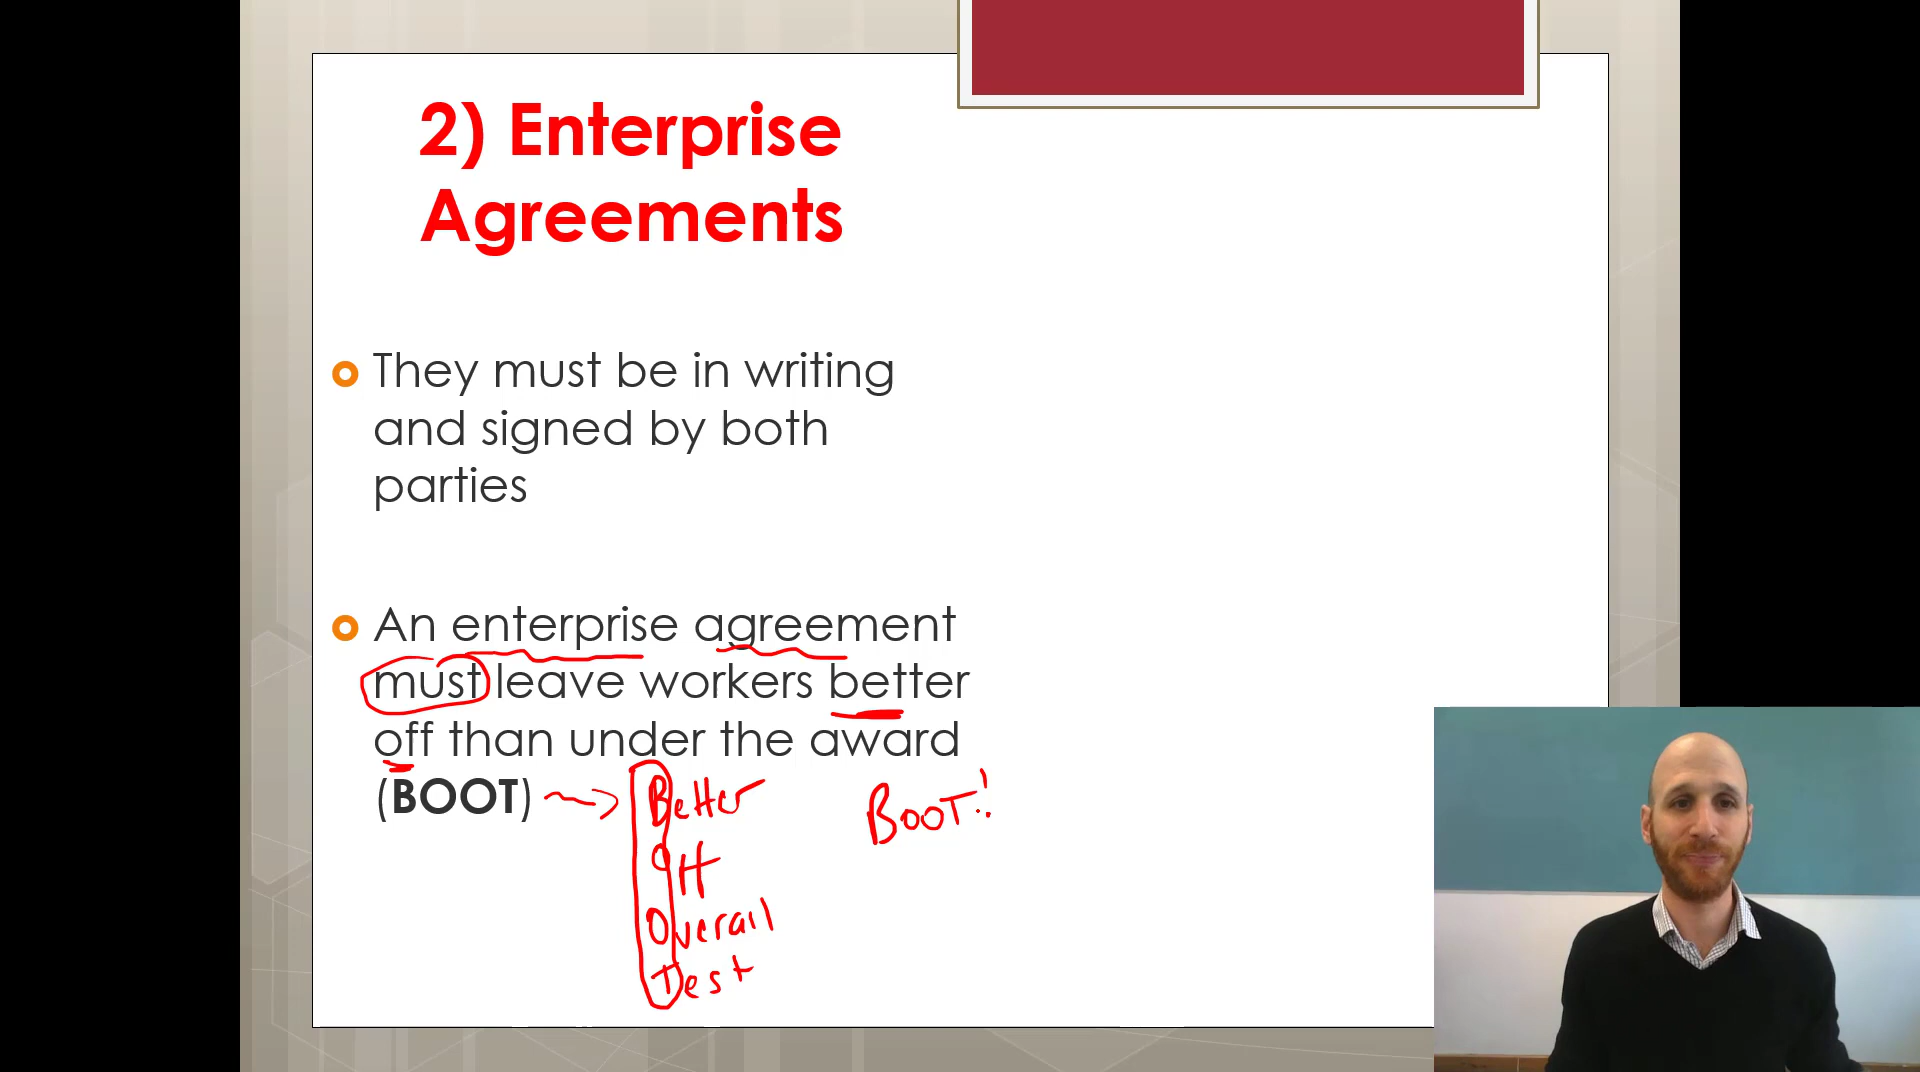 2) Enterprise
Agreements
They must be in writing
and signed by both
parties
An enterprise agreement
must leave workers better
off than under the award
(BOOT)
Better
Off
Overall
Test
BOOT!